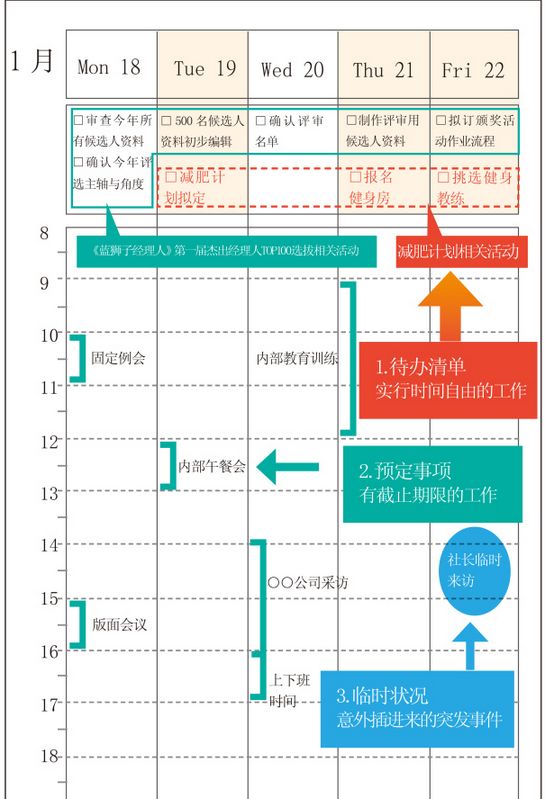 1 月
Mon 18
Tue 19
Wed 20
Thu 21
Fri 22
□ 审查今年所
有候选人资料
□ 确认今年评
选主轴与角度
□ 500 名候选人
资料初步编辑
□ 确认评审
名单
□ 制作评审用
候选人资料
□ 拟订颁奖活
动作业流程
□ 减肥计
划拟定
□ 报名
健身房
□ 挑选健身
教练
《蓝狮子经理人》第一届杰出经理人TOP100选拔相关活动
减肥计划相关活动
8
9
10
固定例会
内部教育训练
1.待办清单
实行时间自由的工作
11
12
内部午餐会
2.预定事项
有截止期限的工作
13
14
社长临时
来访
〇〇公司采访
15
版面会议
16
上下班
时间
3.临时状况
意外插进来的突发事件
17
18